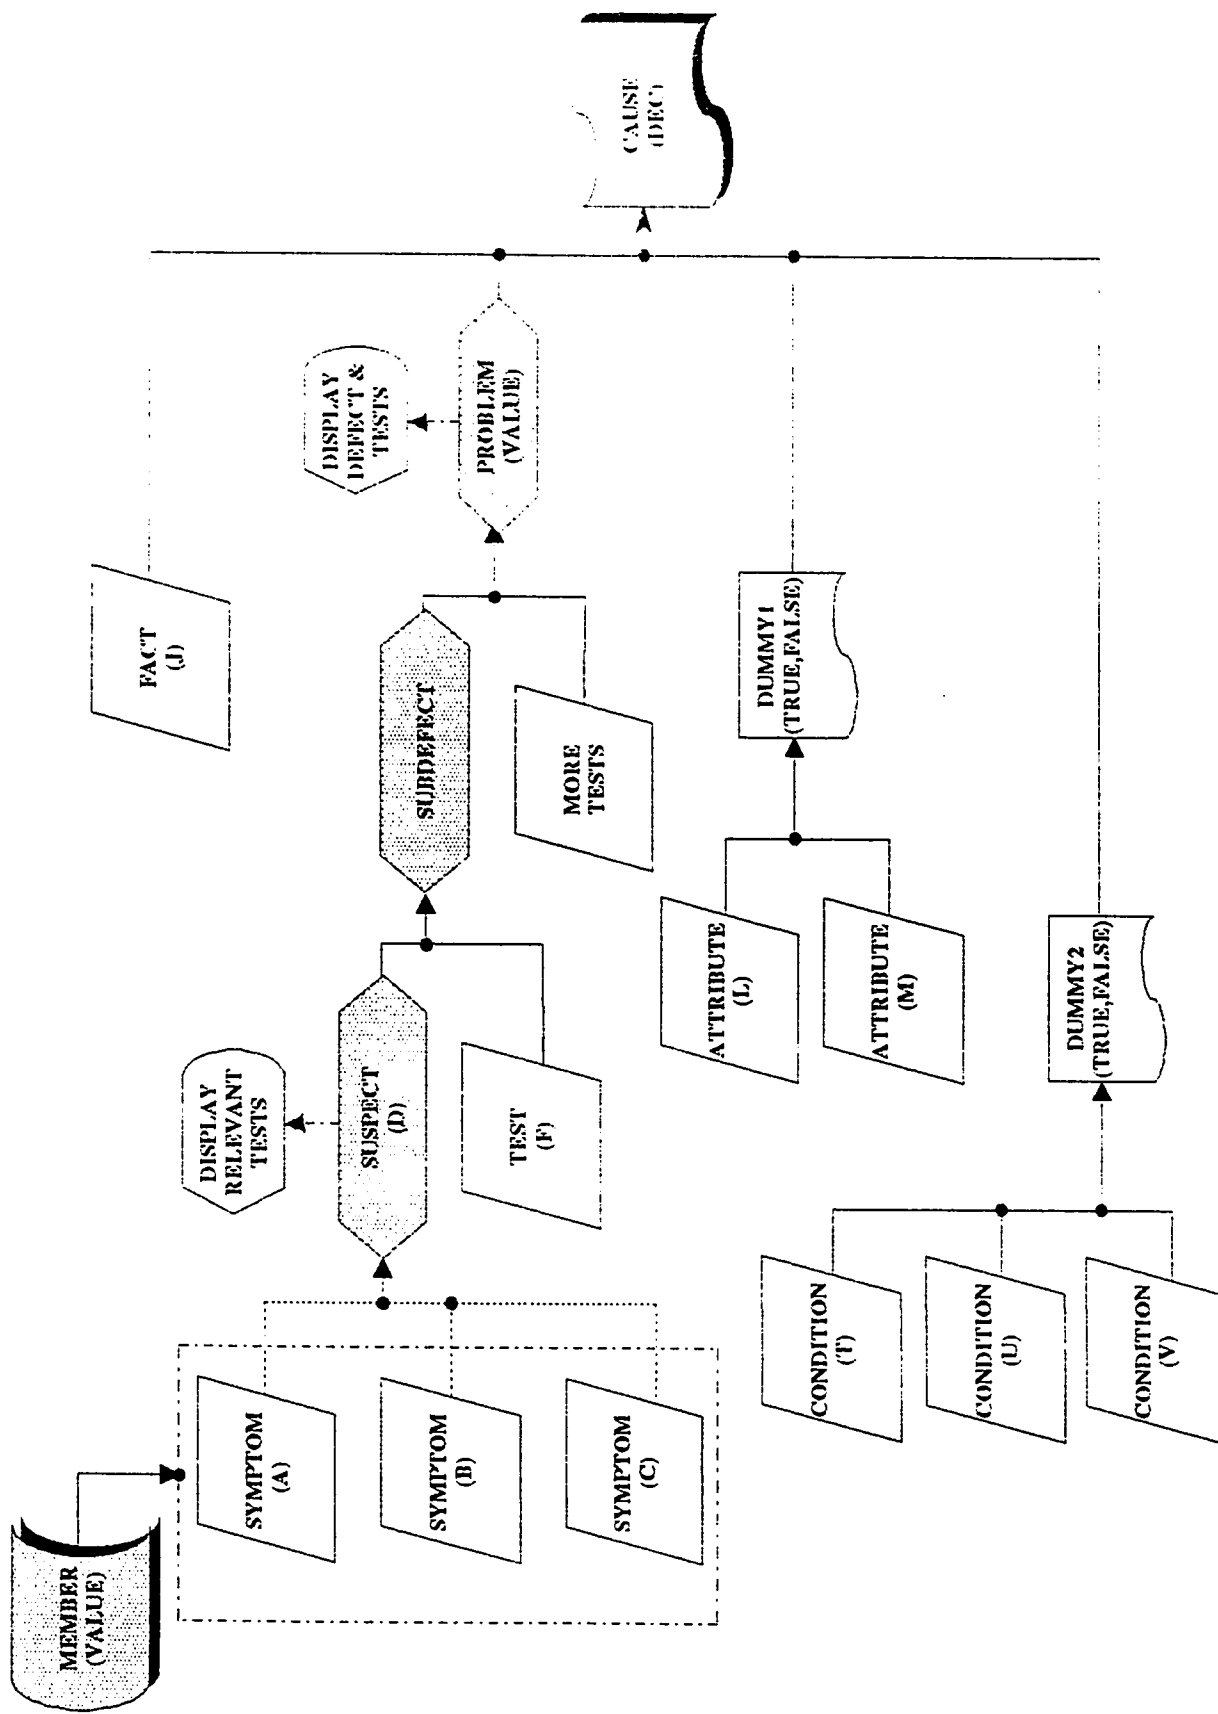 MEMBER
(VALUE)
SYMPTOM
(A)
SYMPTOM
(B)
SYMPTOM
(C)
DISPLAY
RELEVANT
TESTS
SUSPECT
(D)
TEST
(F)
SUBDEFECT
MORE
TESTS
FACT
(J)
DISPLAY
DEFECT &
TESTS
PROBLEM
(VALUE)
ATTRIBUTE
(L)
ATTRIBUTE
(M)
DUMMY1
(TRUE,FALSE)
CONDITION
(T)
CONDITION
(U)
CONDITION
(V)
DUMMY2
(TRUE,FALSE)
CAUSE
(DEC)